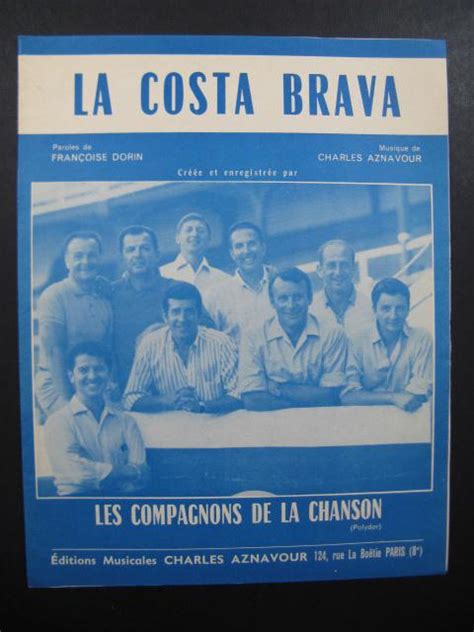 LA COSTA BRAVA
Paroles de
FRANÇOISE DORIN
Musique de
CHARLES AZNAVOUR
Créée et enregistrée par
LES COMPAGNONS DE LA CHANSON
(Polydor)
Éditions Musicales CHARLES AZNAVOUR 124, rue La Boëtie PARIS (8e)